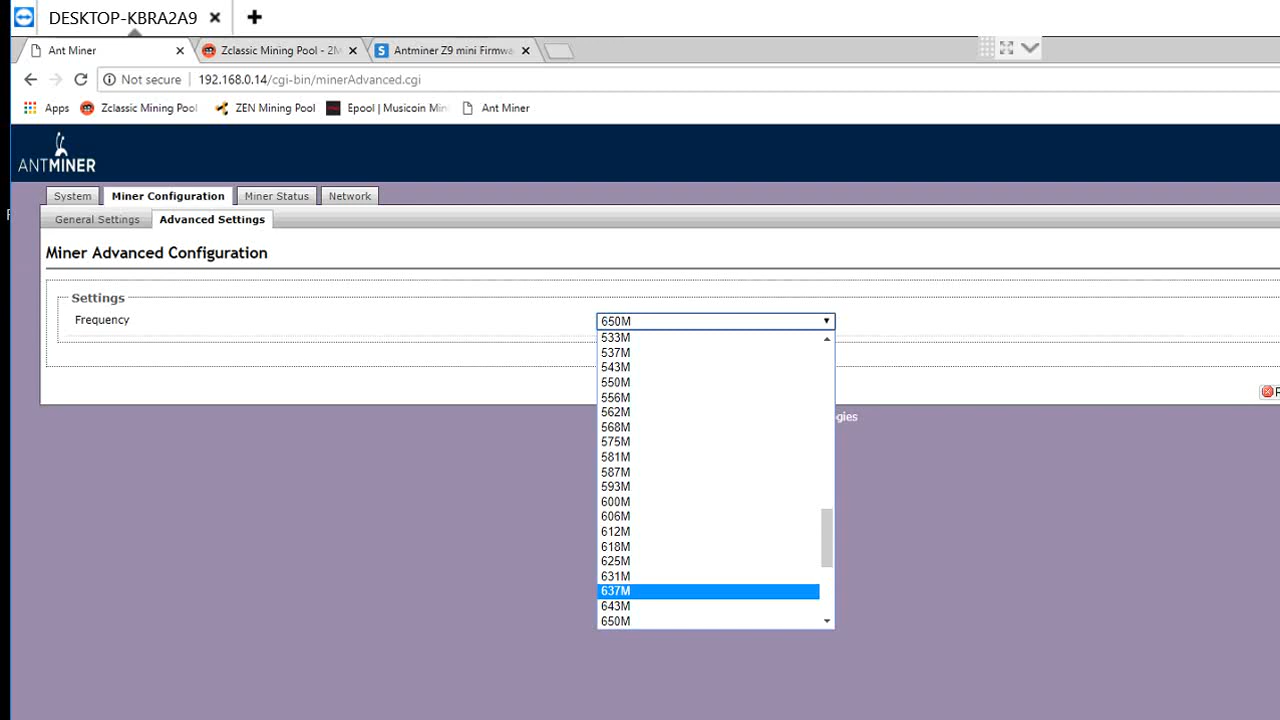 DESKTOP-KBRA2A9
Ant Miner
Zclassic Mining Pool - 2M
Antminer Z9 mini Firmwa
Not secure
192.168.0.14/cgi-bin/minerAdvanced.cgi
Apps
Zclassic Mining Pool
ZEN Mining Pool
Epool | Musicoin Min
Ant Miner
ANTMINER
System
Miner Configuration
Miner Status
Network
General Settings
Advanced Settings
Miner Advanced Configuration
Settings
Frequency
650M
533M
537M
543M
550M
556M
562M
568M
575M
581M
587M
593M
600M
606M
612M
618M
625M
631M
637M
643M
650M
gies